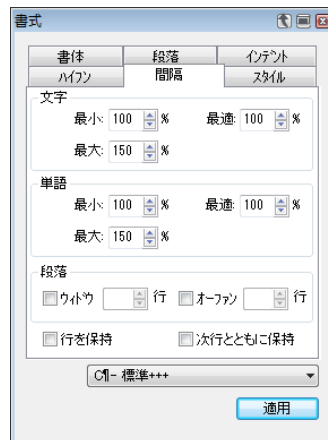 書式
書体 段落 インデント
ハイフン 間隔 スタイル
文字
最小: 100 % 最適: 100 %
最大: 150 %
単語
最小: 100 % 最適: 100 %
最大: 150 %
段落
ウィドウ 行 オーファン 行
行を保持 次行とともに保持
C¶- 標準+++
適用